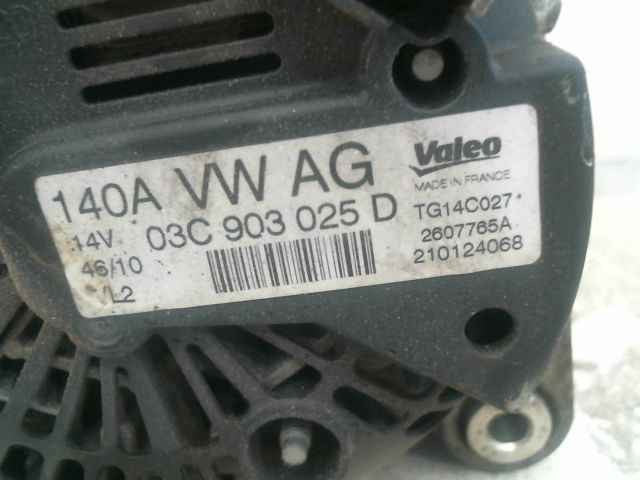 140A VW AG
14V 03C 903 025 D
46/10
L2
Valeo
MADE IN FRANCE
TG14C027*
2607765A
210124068